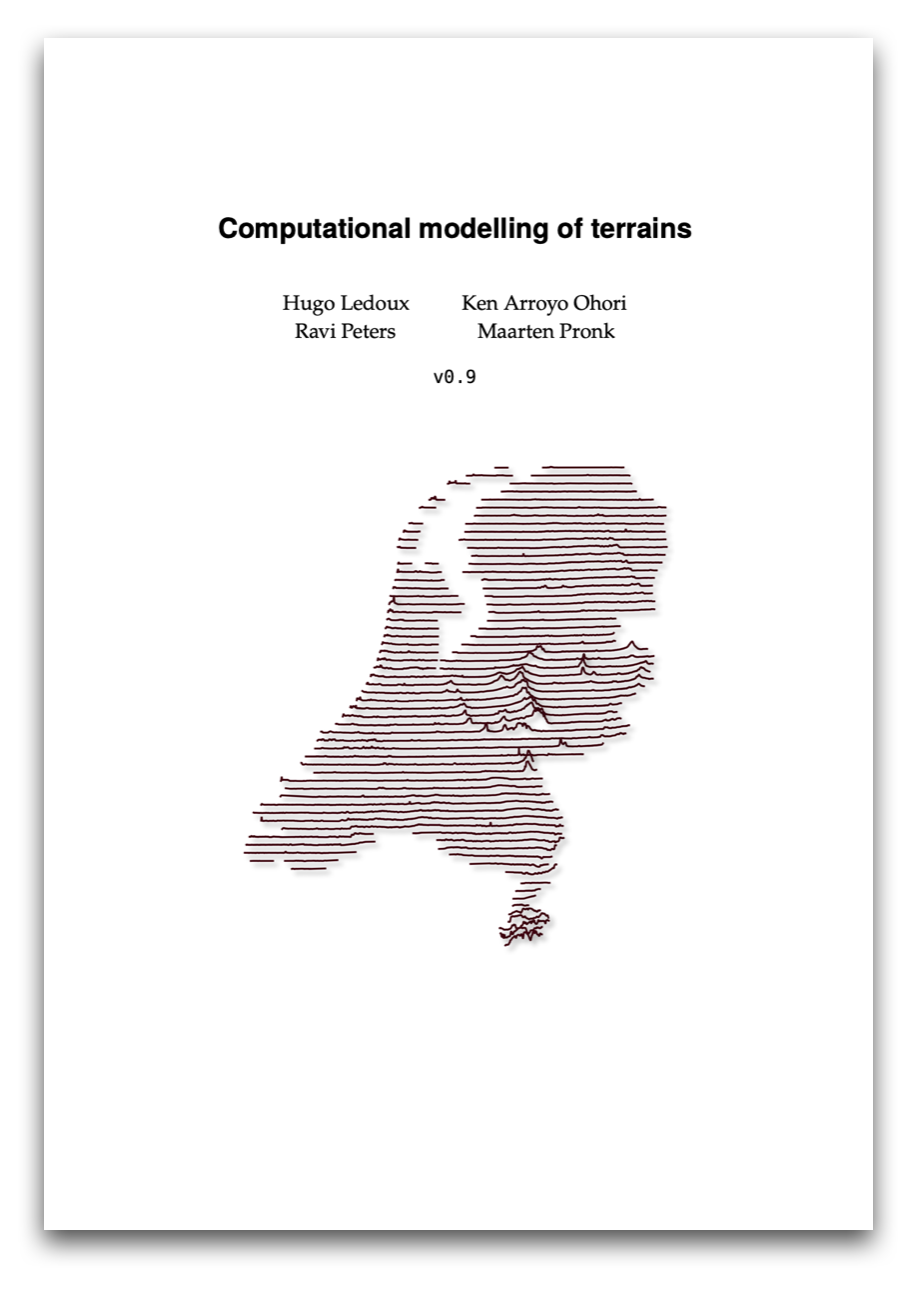 Computational modelling of terrains
Hugo Ledoux Ken Arroyo Ohori
Ravi Peters Maarten Pronk
v0.9